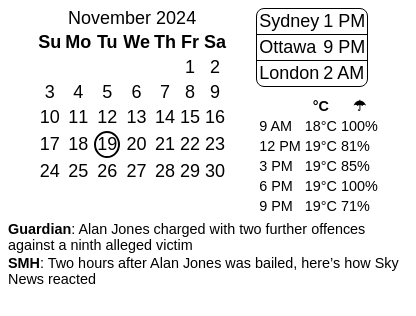 November 2024
Su Mo Tu We Th Fr Sa
1 2
3 4 5 6 7 8 9
10 11 12 13 14 15 16
17 18 19 20 21 22 23
24 25 26 27 28 29 30
Sydney 1 PM
Ottawa 9 PM
London 2 AM
°C ☂
9 AM 18°C 100%
12 PM 19°C 81%
3 PM 19°C 85%
6 PM 19°C 100%
9 PM 19°C 71%
Guardian: Alan Jones charged with two further offences
against a ninth alleged victim
SMH: Two hours after Alan Jones was bailed, here’s how Sky
News reacted